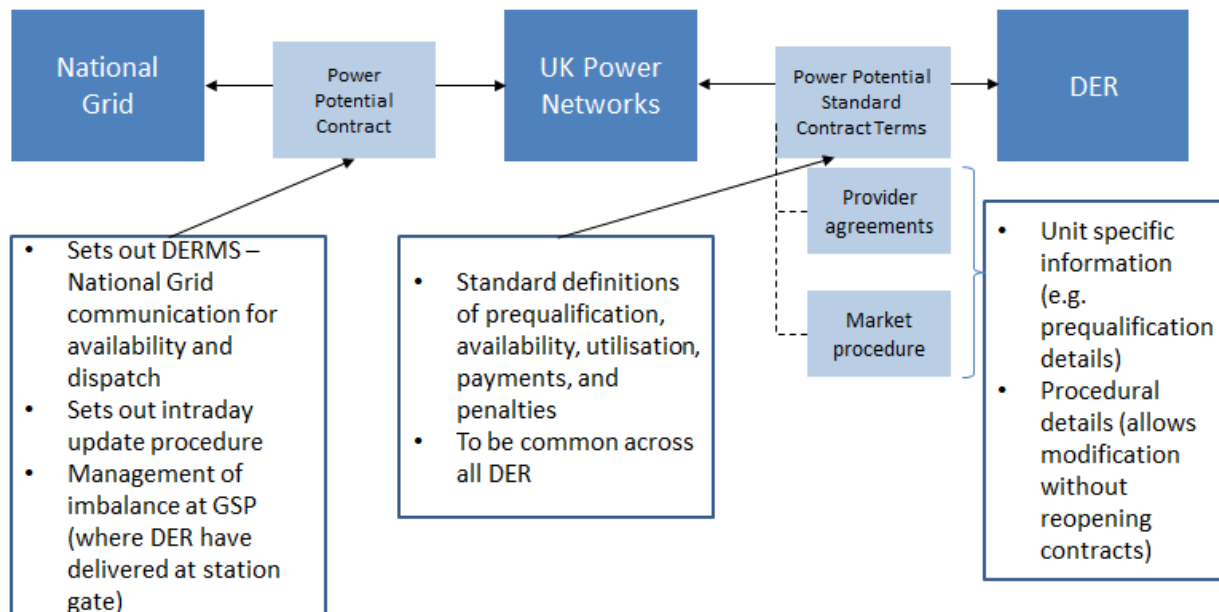 National
Grid
Power
Potential
Contract
UK Power
Networks
Power Potential
Standard
Contract Terms
DER
Provider
agreements
Market
procedure
• Sets out DERMS –
National Grid
communication for
availability and
dispatch
• Sets out intraday
update procedure
• Management of
imbalance at GSP
(where DER have
delivered at station
gate)
• Standard definitions
of prequalification,
availability, utilisation,
payments, and
penalties
• To be common across
all DER
• Unit specific
information
(e.g.
prequalification
details)
• Procedural
details (allows
modification
without
reopening
contracts)